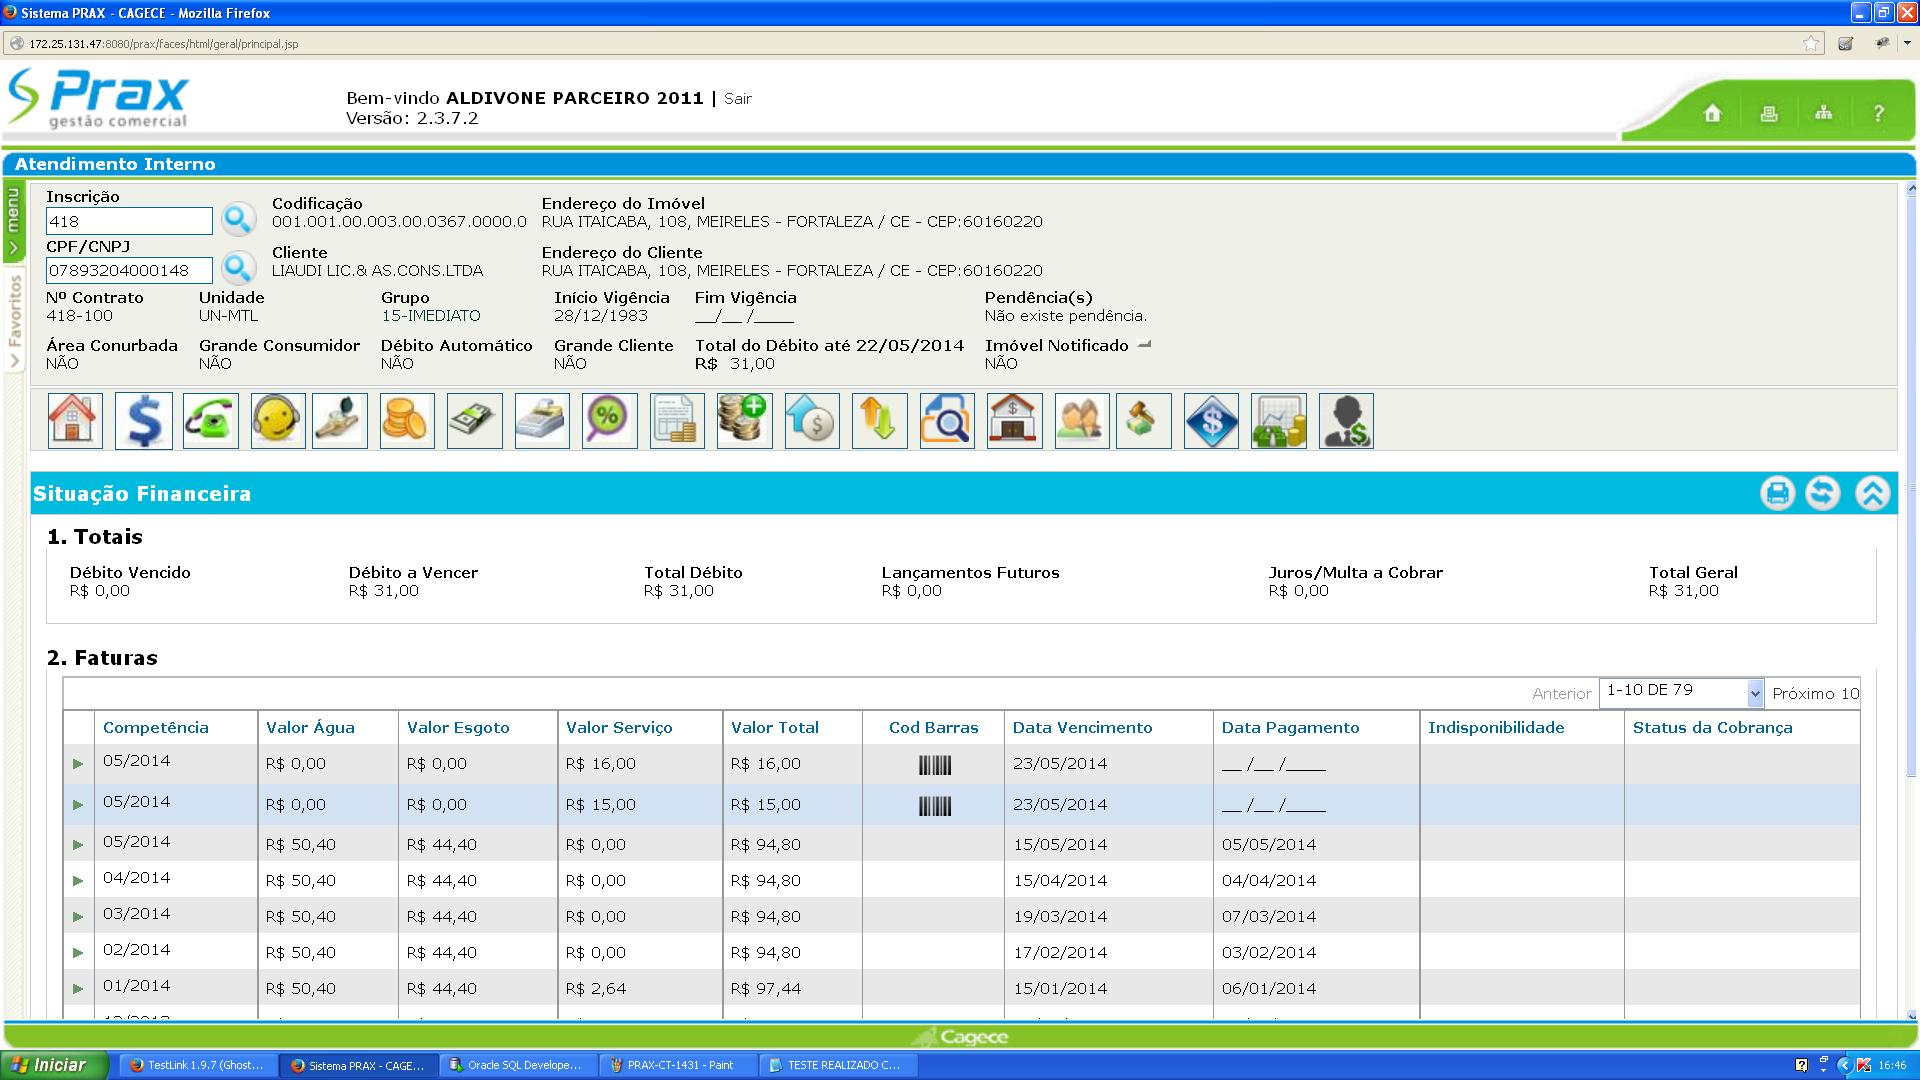 Sistema PRAX - CAGECE - Mozilla Firefox
172.25.131.47:8080/prax/faces/html/geral/principal.jsp
Prax
gestão comercial
Bem-vindo ALDIVONE PARCEIRO 2011 | Sair
Versão: 2.3.7.2
?
Atendimento Interno
menu
Favoritos
Inscrição
418
Codificação
001.001.00.003.00.0367.0000.0
Endereço do Imóvel
RUA ITAICABA, 108, MEIRELES - FORTALEZA / CE - CEP:60160220
CPF/CNPJ
07893204000148
Cliente
LIAUDI LIC.& AS.CONS.LTDA
Endereço do Cliente
RUA ITAICABA, 108, MEIRELES - FORTALEZA / CE - CEP:60160220
Nº Contrato Unidade Grupo Início Vigência Fim Vigência Pendência(s)
418-100 UN-MTL 15-IMEDIATO 28/12/1983 __/__ /____ Não existe pendência.
Área Conurbada Grande Consumidor Débito Automático Grande Cliente Total do Débito até 22/05/2014 Imóvel Notificado
NÃO NÃO NÃO NÃO R$ 31,00 NÃO
Situação Financeira
1. Totais
Débito Vencido Débito a Vencer Total Débito Lançamentos Futuros Juros/Multa a Cobrar Total Geral
R$ 0,00 R$ 31,00 R$ 31,00 R$ 0,00 R$ 0,00 R$ 31,00
2. Faturas
Anterior 1-10 DE 79 Próximo 10
Competência Valor Água Valor Esgoto Valor Serviço Valor Total Cod Barras Data Vencimento Data Pagamento Indisponibilidade Status da Cobrança
05/2014 R$ 0,00 R$ 0,00 R$ 16,00 R$ 16,00 23/05/2014 __ /__ /____
05/2014 R$ 0,00 R$ 0,00 R$ 15,00 R$ 15,00 23/05/2014 __ /__ /____
05/2014 R$ 50,40 R$ 44,40 R$ 0,00 R$ 94,80 15/05/2014 05/05/2014
04/2014 R$ 50,40 R$ 44,40 R$ 0,00 R$ 94,80 15/04/2014 04/04/2014
03/2014 R$ 50,40 R$ 44,40 R$ 0,00 R$ 94,80 19/03/2014 07/03/2014
02/2014 R$ 50,40 R$ 44,40 R$ 0,00 R$ 94,80 17/02/2014 03/02/2014
01/2014 R$ 50,40 R$ 44,40 R$ 2,64 R$ 97,44 15/01/2014 06/01/2014
Cagece
Iniciar TestLink 1.9.7 (Ghost... Sistema PRAX - CAGE... Oracle SQL Develope... PRAX-CT-1431 - Paint TESTE REALIZADO C... 16:46